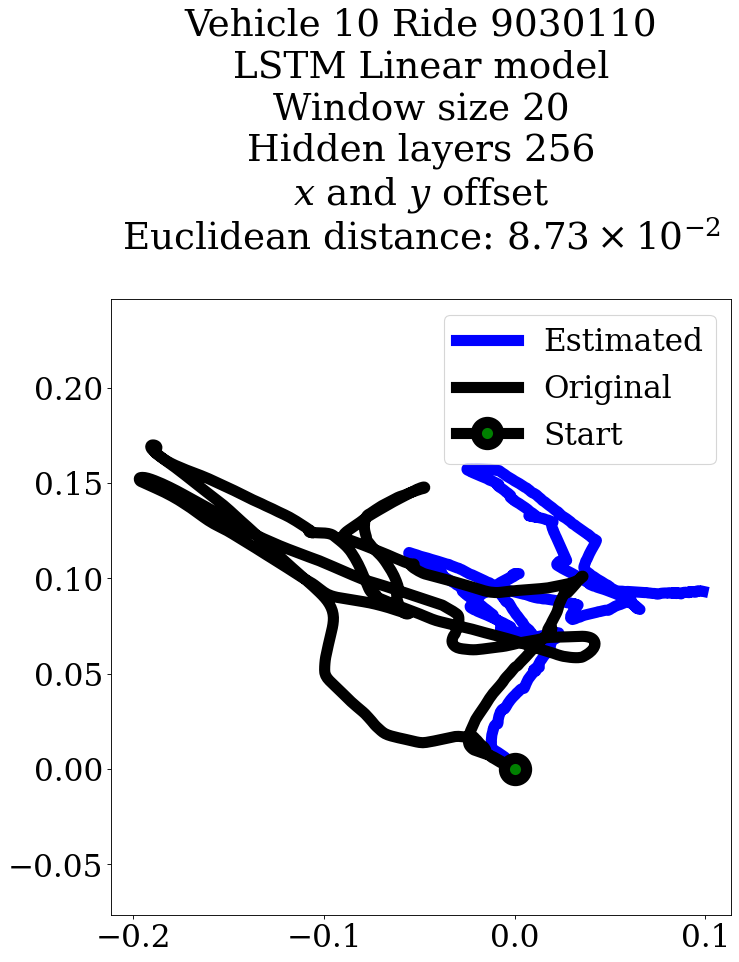 Vehicle 10 Ride 9030110
LSTM Linear model
Window size 20
Hidden layers 256
x and y offset
Euclidean distance: 8.73 × 10⁻²
Estimated
Original
Start
0.20
0.15
0.10
0.05
0.00
−0.05
−0.2
−0.1
0.0
0.1